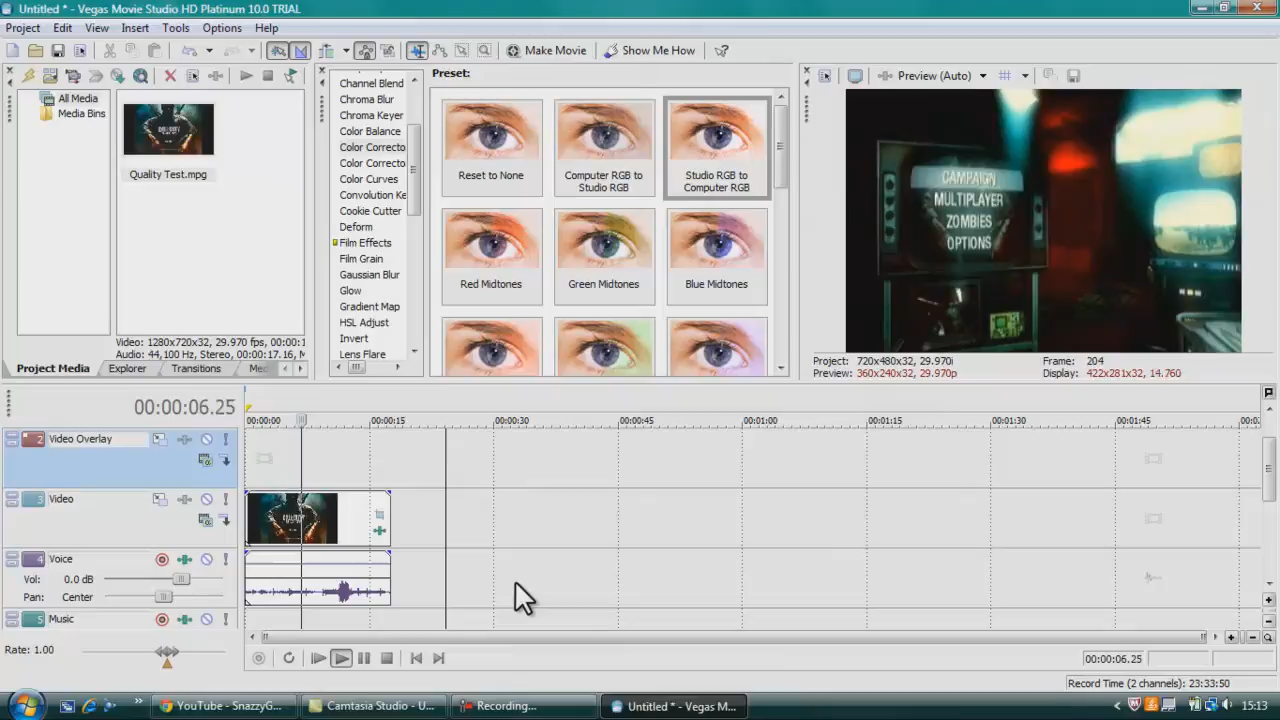 Untitled * - Vegas Movie Studio HD Platinum 10.0 TRIAL
Project Edit View Insert Tools Options Help
Make Movie Show Me How
All Media
Media Bins
Quality Test.mpg
Video: 1280x720x32, 29.970 fps, 00:00:1
Audio: 44,100 Hz, Stereo, 00:00:17.16, M
Project Media Explorer Transitions Me
Channel Blend
Chroma Blur
Chroma Keyer
Color Balance
Color Correcto
Color Correcto
Color Curves
Convolution Ke
Cookie Cutter
Deform
Film Effects
Film Grain
Gaussian Blur
Glow
Gradient Map
HSL Adjust
Invert
Lens Flare
Preset:
Reset to None
Computer RGB to
Studio RGB
Studio RGB to
Computer RGB
Red Midtones
Green Midtones
Blue Midtones
Preview (Auto)
CAMPAIGN
MULTIPLAYER
ZOMBIES
OPTIONS
Project: 720x480x32, 29.970i Frame: 204
Preview: 360x240x32, 29.970p Display: 422x281x32, 14.760
00:00:06.25
00:00:00 00:00:15 00:00:30 00:00:45 00:01:00 00:01:15 00:01:30 00:01:45 00:0
2 Video Overlay
3 Video
4 Voice
Vol: 0.0 dB
Pan: Center
5 Music
Rate: 1.00
00:00:06.25
Record Time (2 channels): 23:33:50
YouTube - SnazzyG... Camtasia Studio - U... Recording... Untitled * - Vegas M... 15:13